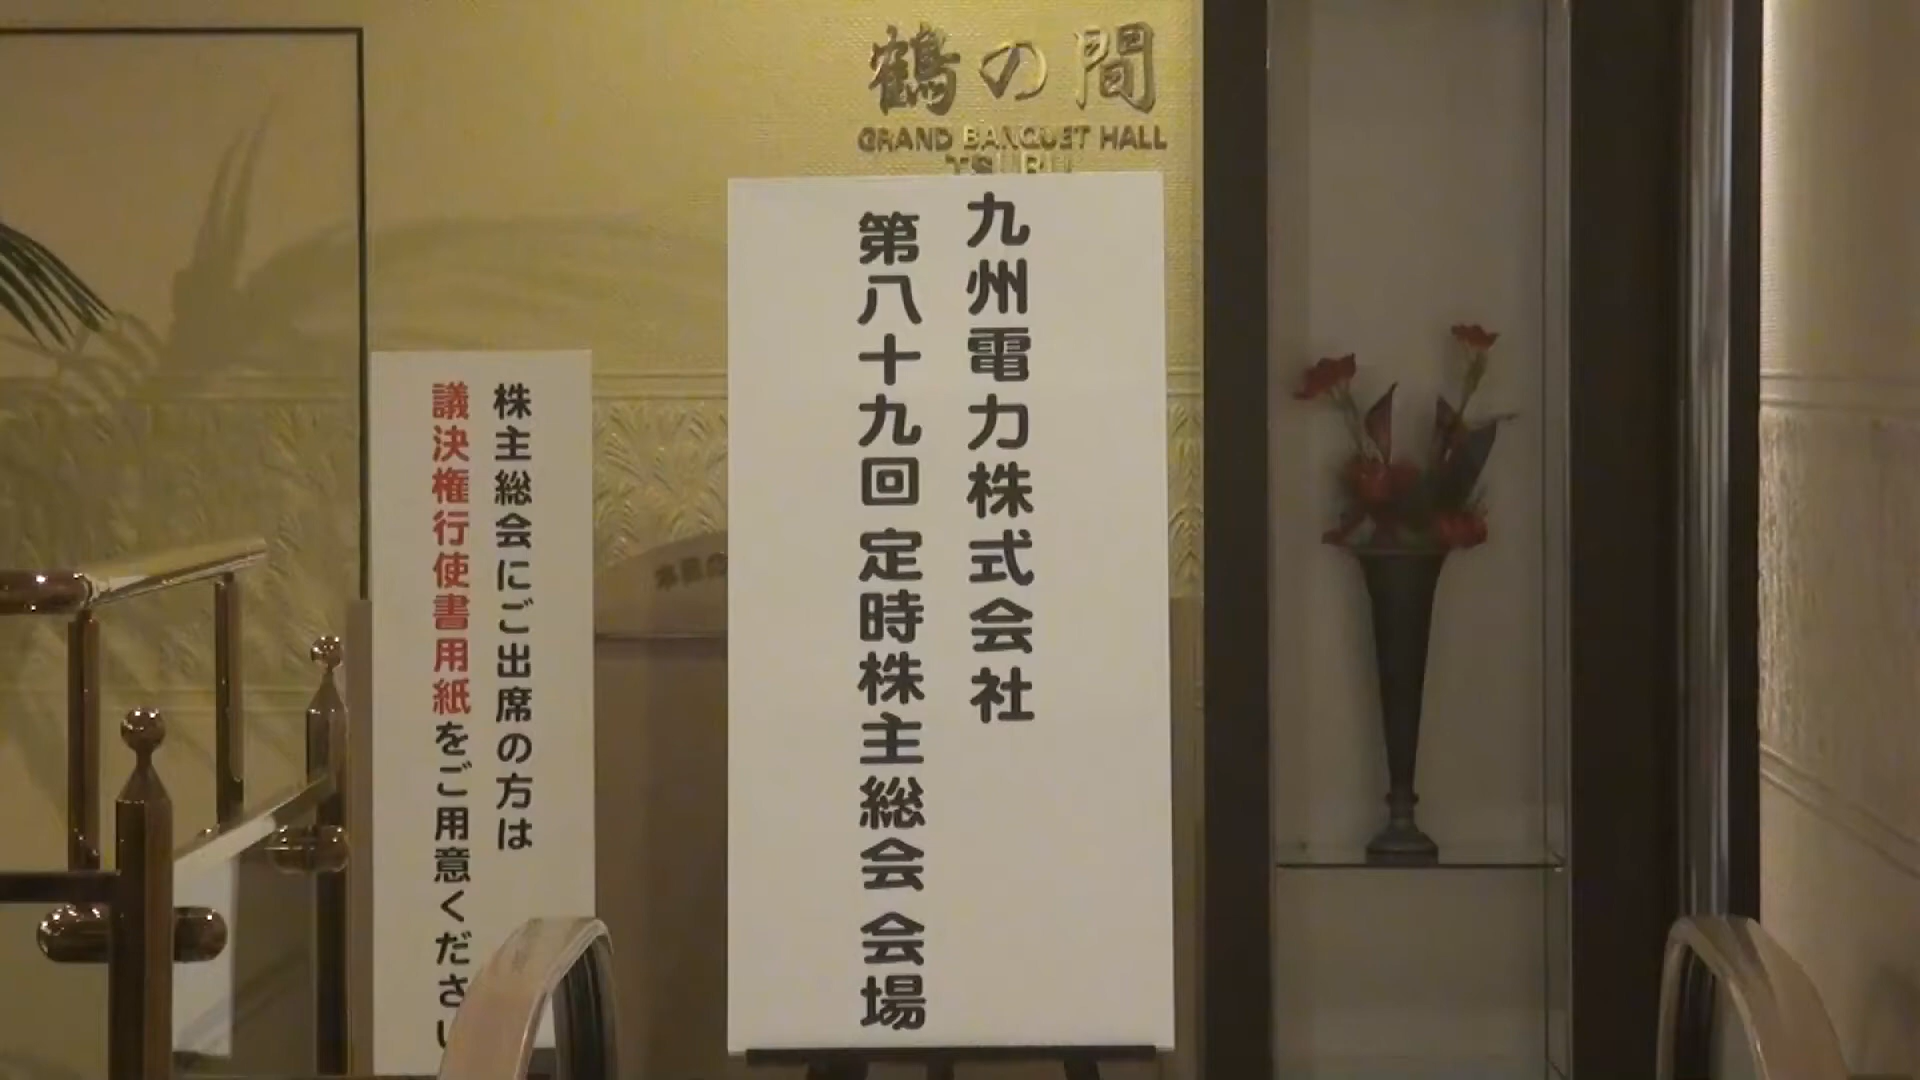 鶴の間
GRAND BANQUET HALL
TSURU
九州電力株式会社
第八十九回 定時株主総会 会場
株主総会にご出席の方は
議決権行使書用紙をご用意ください